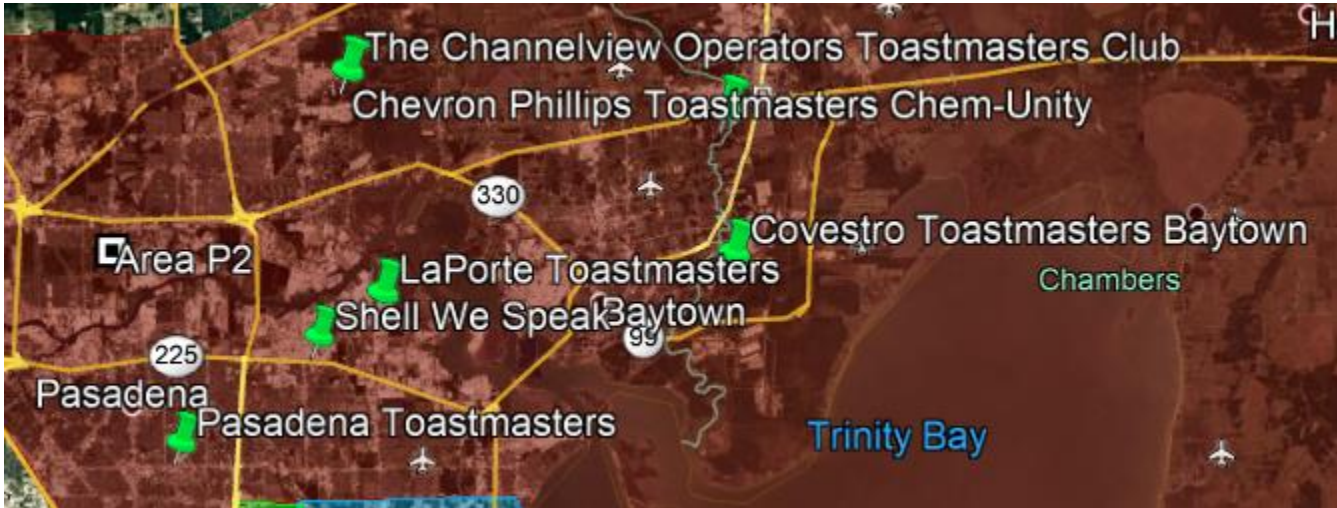 H
The Channelview Operators Toastmasters Club
Chevron Phillips Toastmasters Chem-Unity
330
Covestro Toastmasters Baytown
Area P2
LaPorte Toastmasters
Chambers
Shell We Speak
Baytown
99
225
Pasadena
Pasadena Toastmasters
Trinity Bay